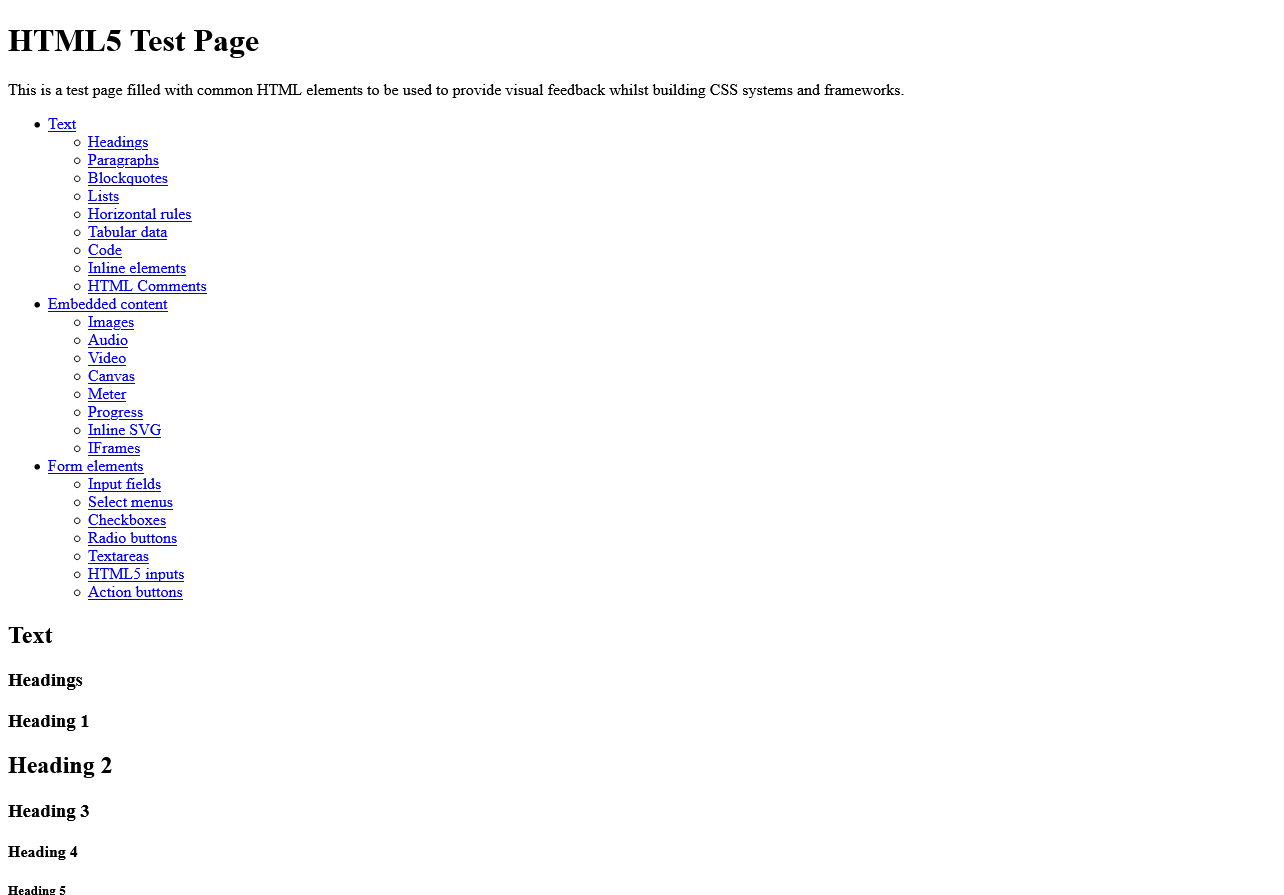 HTML5 Test Page
This is a test page filled with common HTML elements to be used to provide visual feedback whilst building CSS systems and frameworks.
Text
Headings
Paragraphs
Blockquotes
Lists
Horizontal rules
Tabular data
Code
Inline elements
HTML Comments
Embedded content
Images
Audio
Video
Canvas
Meter
Progress
Inline SVG
IFrames
Form elements
Input fields
Select menus
Checkboxes
Radio buttons
Textareas
HTML5 inputs
Action buttons
Text
Headings
Heading 1
Heading 2
Heading 3
Heading 4
Heading 5